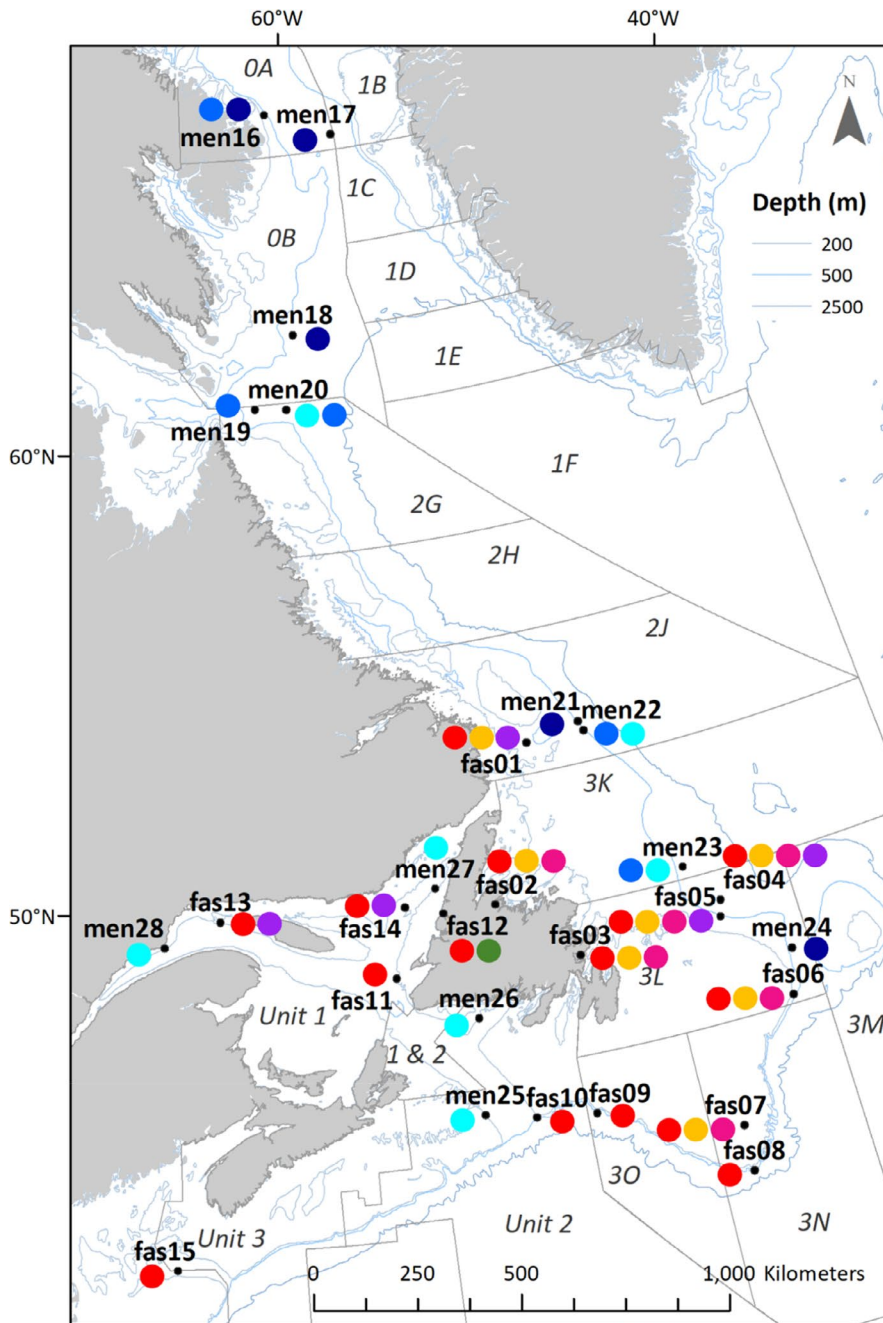 60°W 40°W
0A
1B
N
men17
men16
1C
Depth (m)
200
500
2500
0B
1D
men18
1E
men20
men19
60°N
1F
2G
2H
2J
men21
men22
fas01
3K
men23
fas04
men27
fas02
fas05
50°N
fas13
men28
fas14
fas12
fas03
men24
3L
fas06
fas11
Unit 1
men26
3M
1 & 2
men25
fas10
fas09
fas07
fas08
3O
3N
Unit 2
Unit 3
fas15
0 250 500 1,000 Kilometers